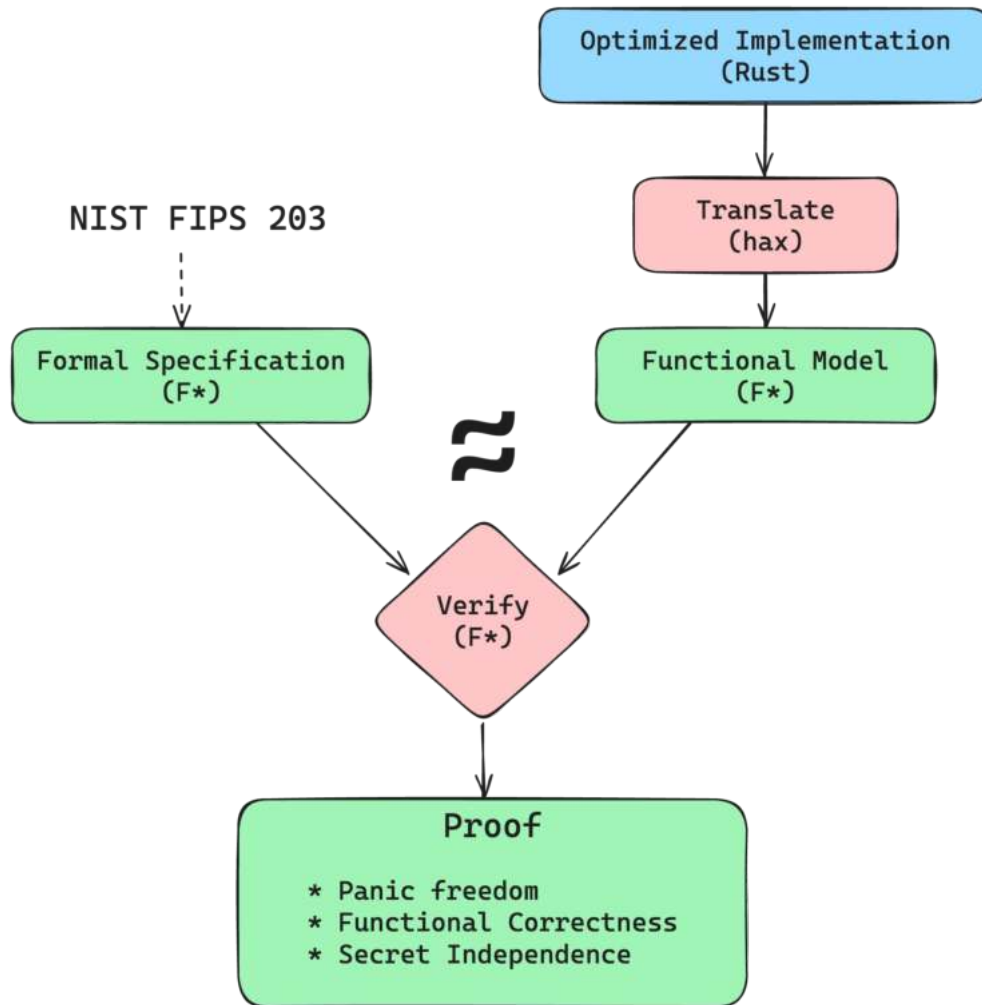 Optimized Implementation
(Rust)
Translate
(hax)
NIST FIPS 203
Formal Specification
(F*)
Functional Model
(F*)
≈
Verify
(F*)
Proof
* Panic freedom
* Functional Correctness
* Secret Independence